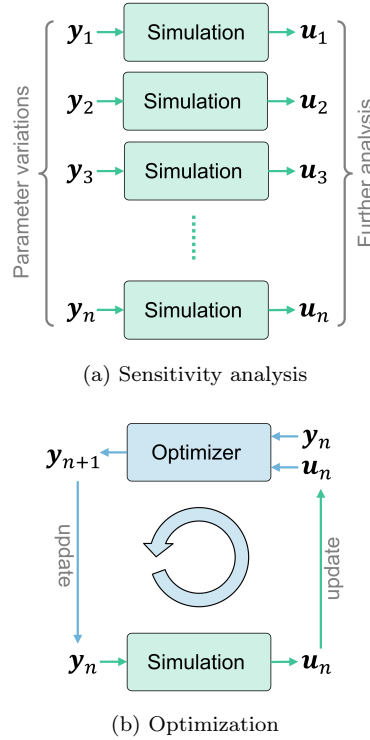 y1 Simulation u1
y2 Simulation u2
y3 Simulation u3
yn Simulation un
Parameter variations
Further analysis
(a) Sensitivity analysis
yn+1 Optimizer yn
un
update
update
yn Simulation un
(b) Optimization